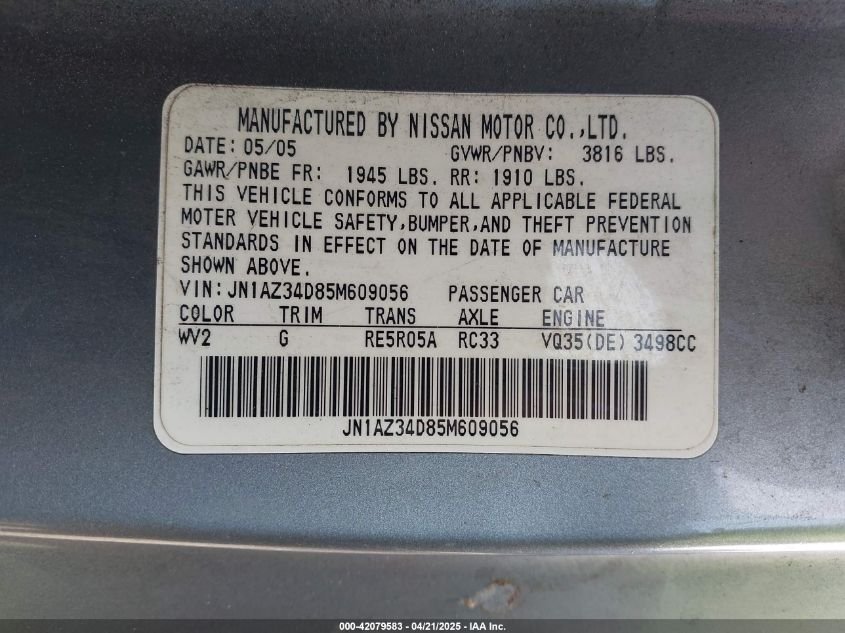 MANUFACTURED BY NISSAN MOTOR CO.,LTD.
DATE: 05/05 GVWR/PNBV: 3816 LBS.
GAWR/PNBE FR: 1945 LBS. RR: 1910 LBS.
THIS VEHICLE CONFORMS TO ALL APPLICABLE FEDERAL
MOTER VEHICLE SAFETY,BUMPER,AND THEFT PREVENTION
STANDARDS IN EFFECT ON THE DATE OF MANUFACTURE
SHOWN ABOVE.
VIN:JN1AZ34D85M609056 PASSENGER CAR
COLOR TRIM TRANS AXLE ENGINE
WV2 G RE5R05A RC33 VQ35(DE) 3498CC
JN1AZ34D85M609056
000-42079583 - 04/21/2025 - IAA Inc.